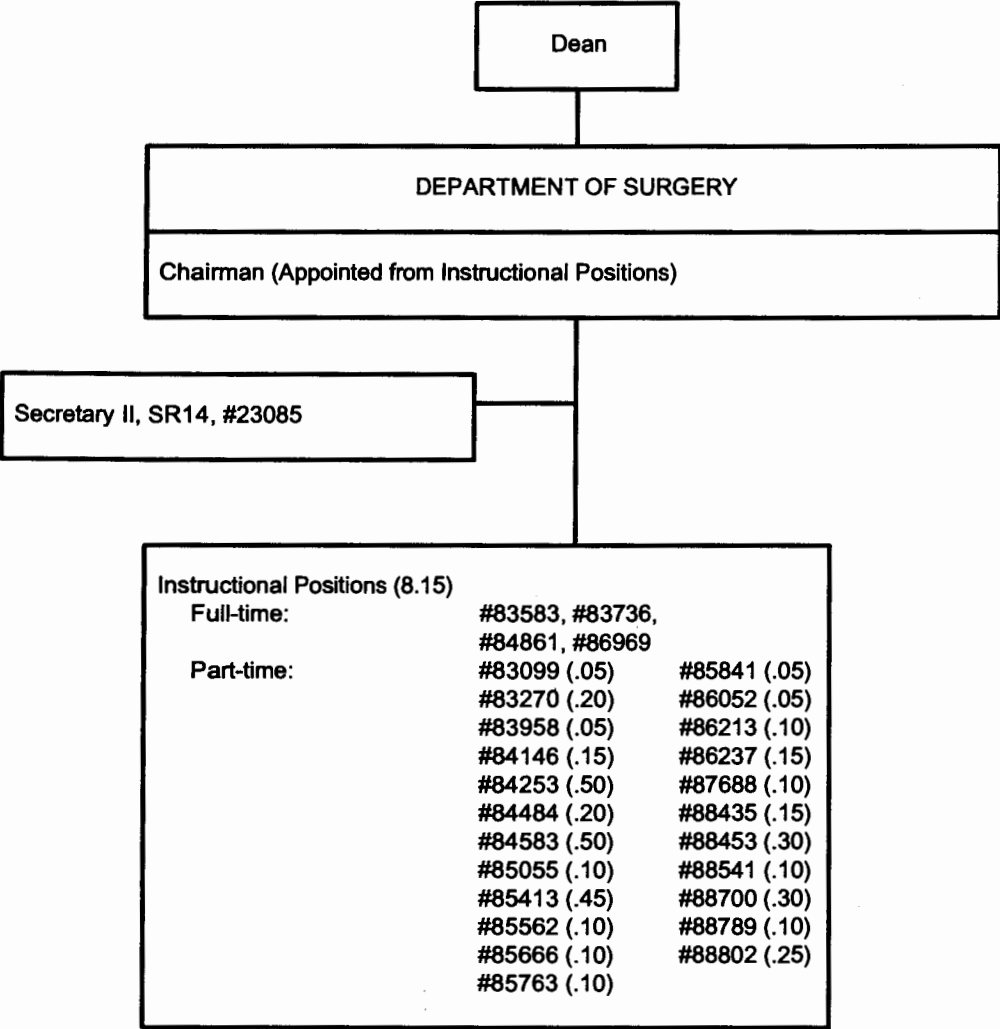 Dean
DEPARTMENT OF SURGERY
Chairman (Appointed from Instructional Positions)
Secretary II, SR14, #23085
Instructional Positions (8.15)
Full-time: #83583, #83736,
#84861, #86969
Part-time: #83099 (.05) #85841 (.05)
#83270 (.20) #86052 (.05)
#83958 (.05) #86213 (.10)
#84146 (.15) #86237 (.15)
#84253 (.50) #87688 (.10)
#84484 (.20) #88435 (.15)
#84583 (.50) #88453 (.30)
#85055 (.10) #88541 (.10)
#85413 (.45) #88700 (.30)
#85562 (.10) #88789 (.10)
#85666 (.10) #88802 (.25)
#85763 (.10)